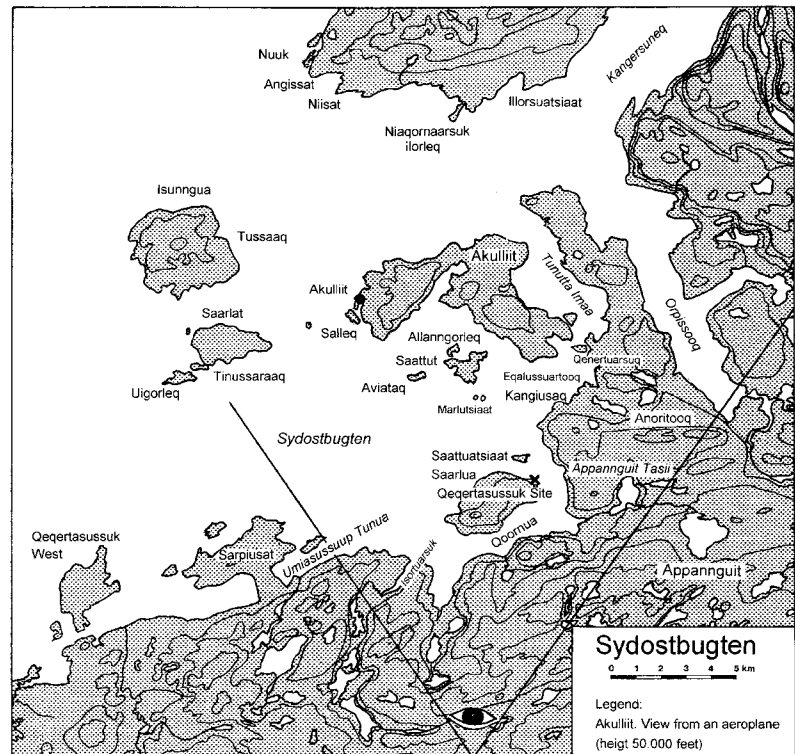 Nuuk
Angissat
Niisat
Niaqornaarsuk
ilorleq
Illorsuatsiaat
Kangersuneq
Isunngua
Tussaaq
Akulliit
Tunutta Imaa
Orpissooq
Akulliit
Salleq
Saarlat
Allanngorleq
Saattut
Qenertuarsuq
Tinussaraaq
Uigorleq
Aviataq
Eqalussuartooq
Kangiusaq
Marlutsiaat
Anoritooq
Sydostbugten
Saattuatsiaat
Appannguit Tasii
Saarlua
Qeqertasussuk Site
Qeqertasussuk
West
Sarpiusat
Umiasussuup Tunua
Qoornua
Appannguit
Sydostbugten
0 1 2 3 4 5 km
Legend:
Akulliit. View from an aeroplane
(heigt 50.000 feet)